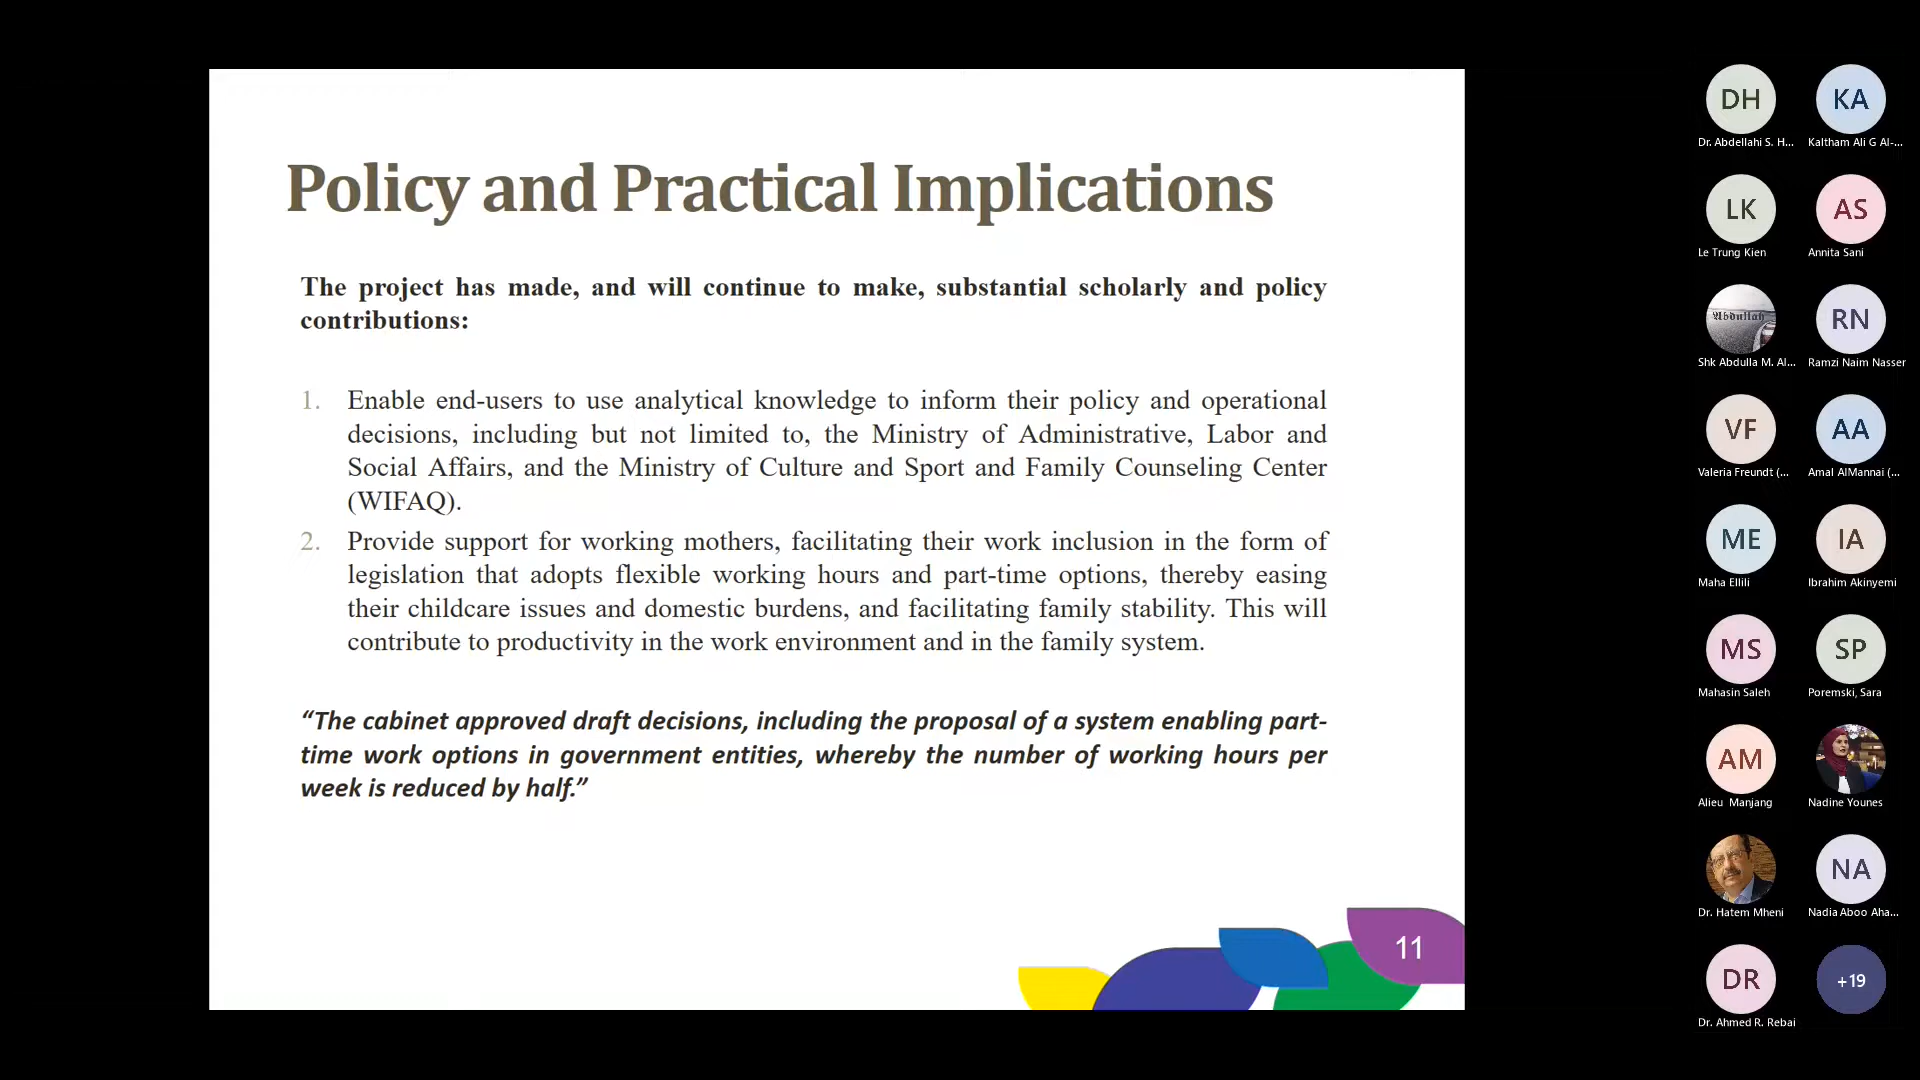 Policy and Practical Implications
The project has made, and will continue to make, substantial scholarly and policy
contributions:
1. Enable end-users to use analytical knowledge to inform their policy and operational
decisions, including but not limited to, the Ministry of Administrative, Labor and
Social Affairs, and the Ministry of Culture and Sport and Family Counseling Center
(WIFAQ).
2. Provide support for working mothers, facilitating their work inclusion in the form of
legislation that adopts flexible working hours and part-time options, thereby easing
their childcare issues and domestic burdens, and facilitating family stability. This will
contribute to productivity in the work environment and in the family system.
“The cabinet approved draft decisions, including the proposal of a system enabling part-
time work options in government entities, whereby the number of working hours per
week is reduced by half.”
11
DH KA
Dr. Abdellahi S. H... Kaltham Ali G Al-...
LK AS
Le Trung Kien Annita Sani
Abdullah RN
Shk Abdulla M. Al... Ramzi Naim Nasser
VF AA
Valeria Freundt (... Amal AlMannai (...
ME IA
Maha Ellili Ibrahim Akinyemi
MS SP
Mahasin Saleh Poremski, Sara
AM
Alieu Manjang Nadine Younes
NA
Dr. Hatem Mheni Nadia Aboo Aha...
DR +19
Dr. Ahmed R. Rebai